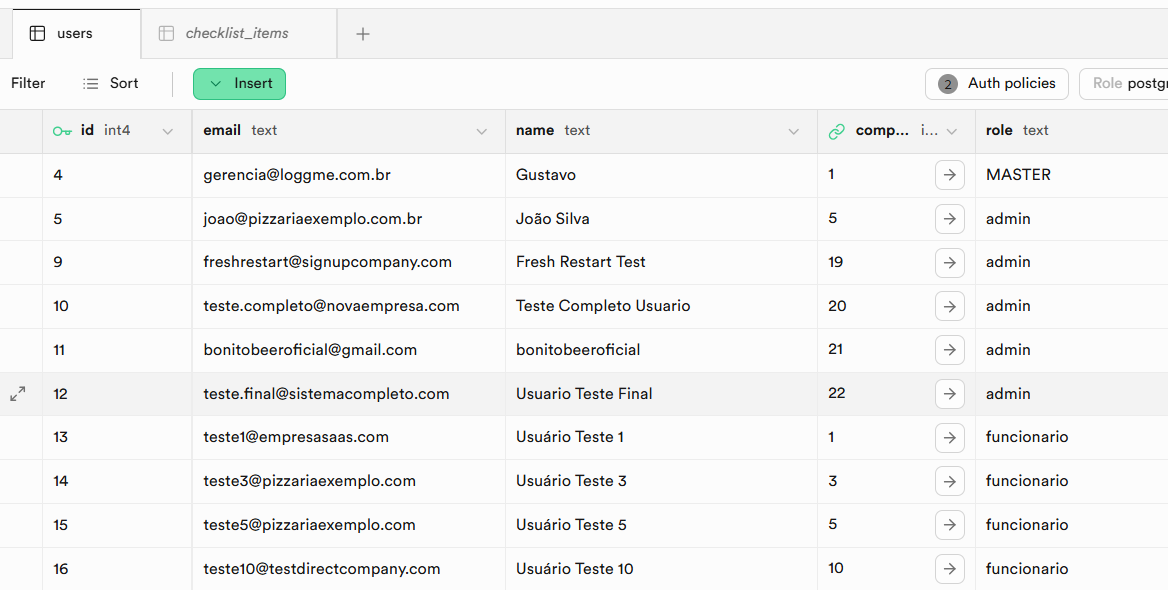 users checklist_items
Filter Sort Insert 2 Auth policies Role postgr
id int4 email text name text comp... i... role text
4 gerencia@loggme.com.br Gustavo 1 MASTER
5 joao@pizzariaexemplo.com.br João Silva 5 admin
9 freshrestart@signupcompany.com Fresh Restart Test 19 admin
10 teste.completo@novaempresa.com Teste Completo Usuario 20 admin
11 bonitobeeroficial@gmail.com bonitobeeroficial 21 admin
12 teste.final@sistemacompleto.com Usuario Teste Final 22 admin
13 teste1@empresasaas.com Usuário Teste 1 1 funcionario
14 teste3@pizzariaexemplo.com Usuário Teste 3 3 funcionario
15 teste5@pizzariaexemplo.com Usuário Teste 5 5 funcionario
16 teste10@testdirectcompany.com Usuário Teste 10 10 funcionario